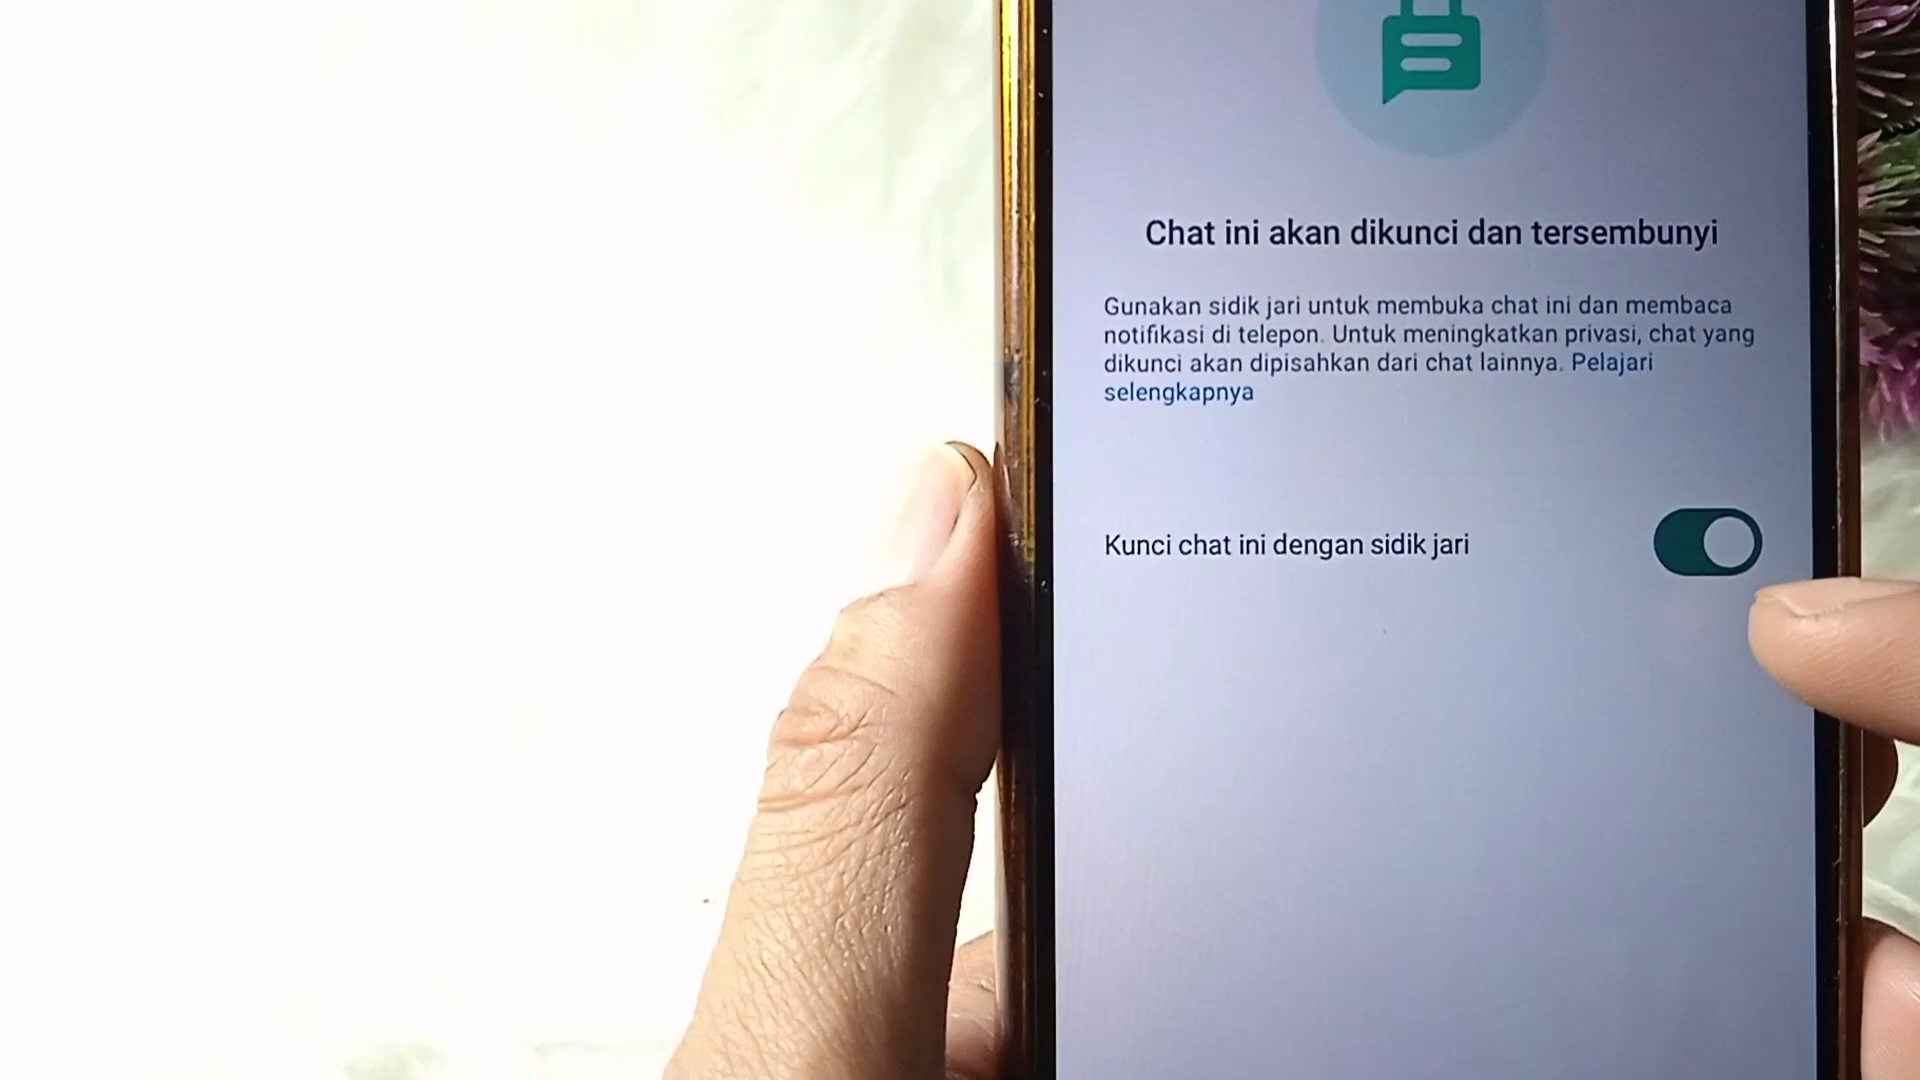 Chat ini akan dikunci dan tersembunyi
Gunakan sidik jari untuk membuka chat ini dan membaca
notifikasi di telepon. Untuk meningkatkan privasi, chat yang
dikunci akan dipisahkan dari chat lainnya. Pelajari
selengkapnya
Kunci chat ini dengan sidik jari